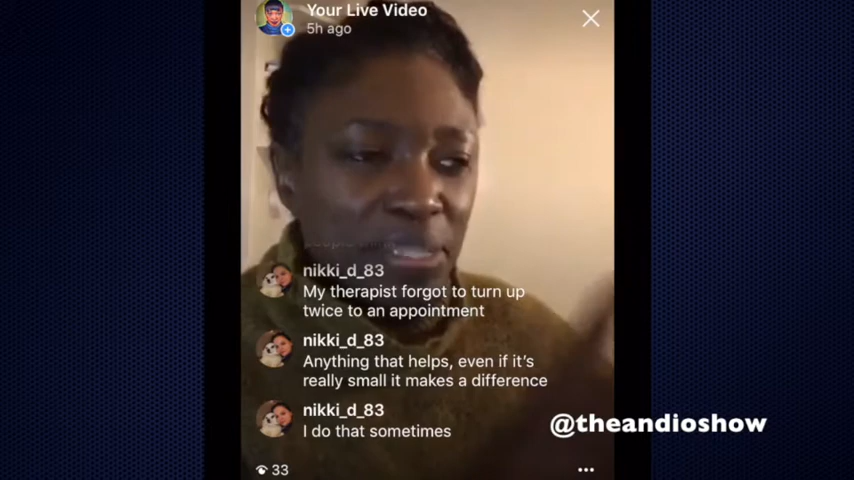 Your Live Video
5h ago
nikki_d_83
My therapist forgot to turn up
twice to an appointment
nikki_d_83
Anything that helps, even if it's
really small it makes a difference
nikki_d_83
I do that sometimes
@theandioshow
33